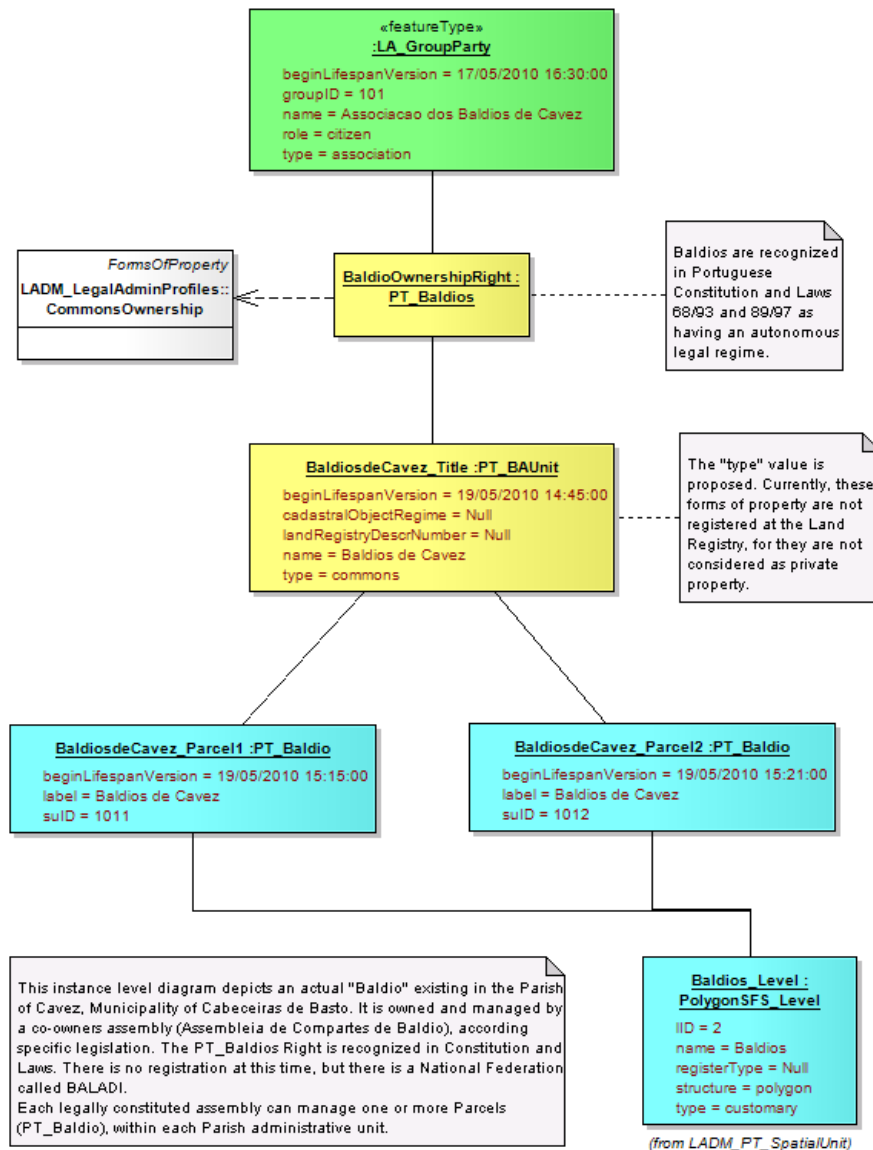 «featureType»
:LA_GroupParty
beginLifespanVersion = 17/05/2010 16:30:00
groupID = 101
name = Associacao dos Baldios de Cavez
role = citizen
type = association
FormsOfProperty
LADM_LegalAdminProfiles::
CommonsOwnership
BaldioOwnershipRight :
PT_Baldios
Baldios are recognized
in Portuguese
Constitution and Laws
68/93 and 89/97 as
having an autonomous
legal regime.
BaldiosdeCavez_Title :PT_BAUnit
beginLifespanVersion = 19/05/2010 14:45:00
cadastralObjectRegime = Null
landRegistryDescrNumber = Null
name = Baldios de Cavez
type = commons
The "type" value is
proposed. Currently, these
forms of property are not
registered at the Land
Registry, for they are not
considered as private
property.
BaldiosdeCavez_Parcel1 :PT_Baldio
beginLifespanVersion = 19/05/2010 15:15:00
label = Baldios de Cavez
suID = 1011
BaldiosdeCavez_Parcel2 :PT_Baldio
beginLifespanVersion = 19/05/2010 15:21:00
label = Baldios de Cavez
suID = 1012
This instance level diagram depicts an actual "Baldio" existing in the Parish
of Cavez, Municipality of Cabeceiras de Basto. It is owned and managed by
a co-owners assembly (Assembleia de Compartes de Baldio), according
specific legislation. The PT_Baldios Right is recognized in Constitution and
Laws. There is no registration at this time, but there is a National Federation
called BALADI.
Each legally constituted assembly can manage one or more Parcels
(PT_Baldio), within each Parish administrative unit.
Baldios_Level :
PolygonSFS_Level
lID = 2
name = Baldios
registerType = Null
structure = polygon
type = customary
(from LADM_PT_SpatialUnit)